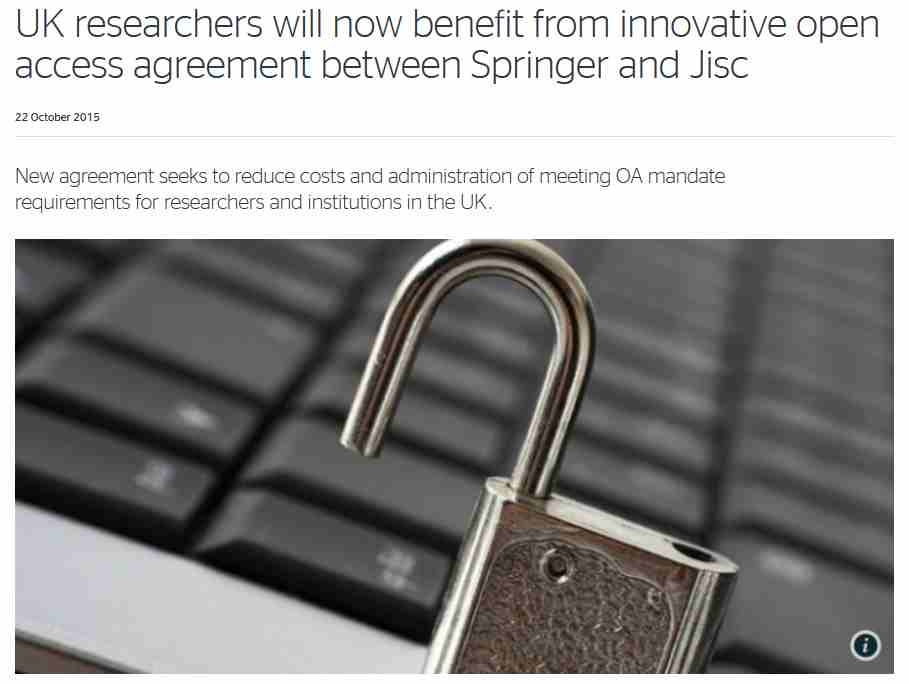 UK researchers will now benefit from innovative open
access agreement between Springer and Jisc
22 October 2015
New agreement seeks to reduce costs and administration of meeting OA mandate
requirements for researchers and institutions in the UK.
i